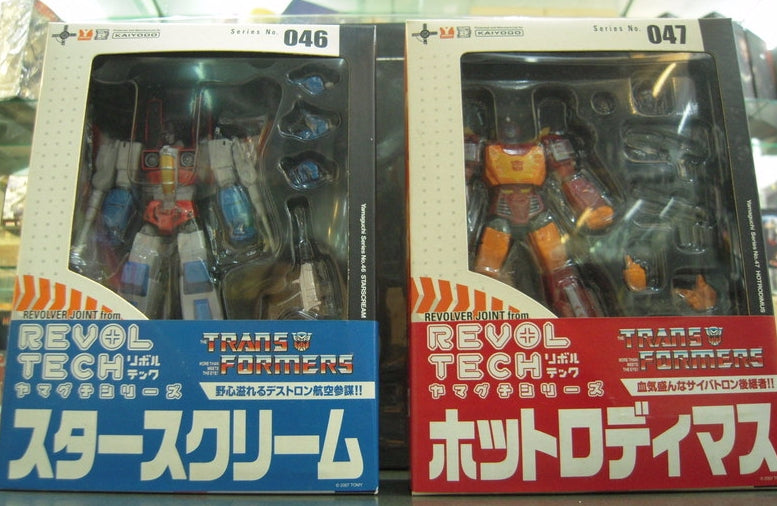 KAIYODO
Series No. 046
Yamaguchi Series No.46 STARSCREAM
REVOLVER JOINT from
REVOL
TECH リボルテック
ヤマグチシリーズ
TRANSFORMERS
MORE THAN MEETS THE EYE!
野心溢れるデストロン航空参謀!!
スタースクリーム
© 2007 TOMY
KAIYODO
Series No. 047
Yamaguchi Series No.47 HOTRODIMUS
REVOLVER JOINT from
REVOL
TECH リボルテック
ヤマグチシリーズ
TRANSFORMERS
MORE THAN MEETS THE EYE!
血気盛んなサイバトロン後継者!!
ホットロディマス
© 2007 TOMY